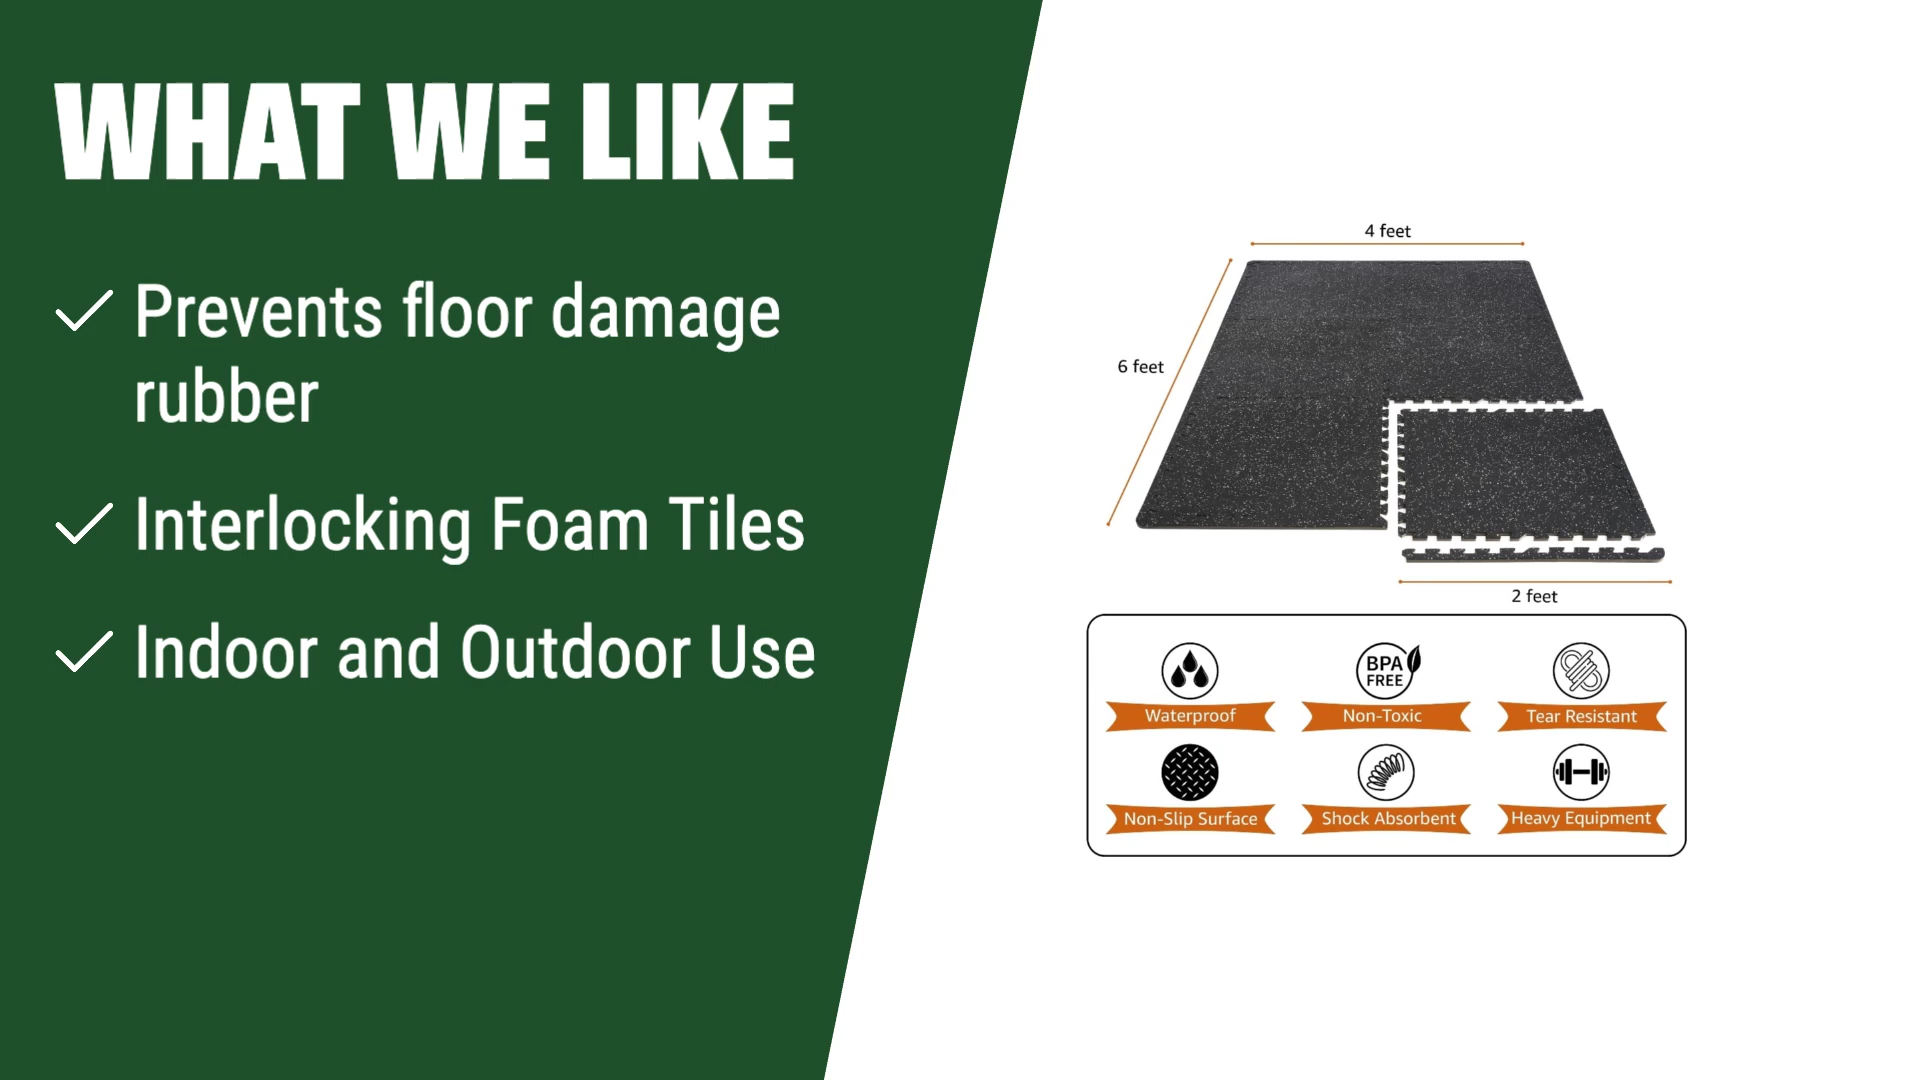 WHAT WE LIKE
Prevents floor damage
rubber
Interlocking Foam Tiles
Indoor and Outdoor Use
4 feet
6 feet
2 feet
BPA
FREE
Waterproof
Non-Toxic
Tear Resistant
Non-Slip Surface
Shock Absorbent
Heavy Equipment